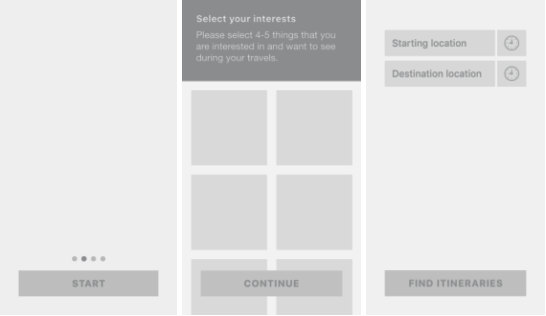 START
Select your interests
Please select 4-5 things that you
are interested in and want to see
during your travels.
CONTINUE
Starting location
Destination location
FIND ITINERARIES